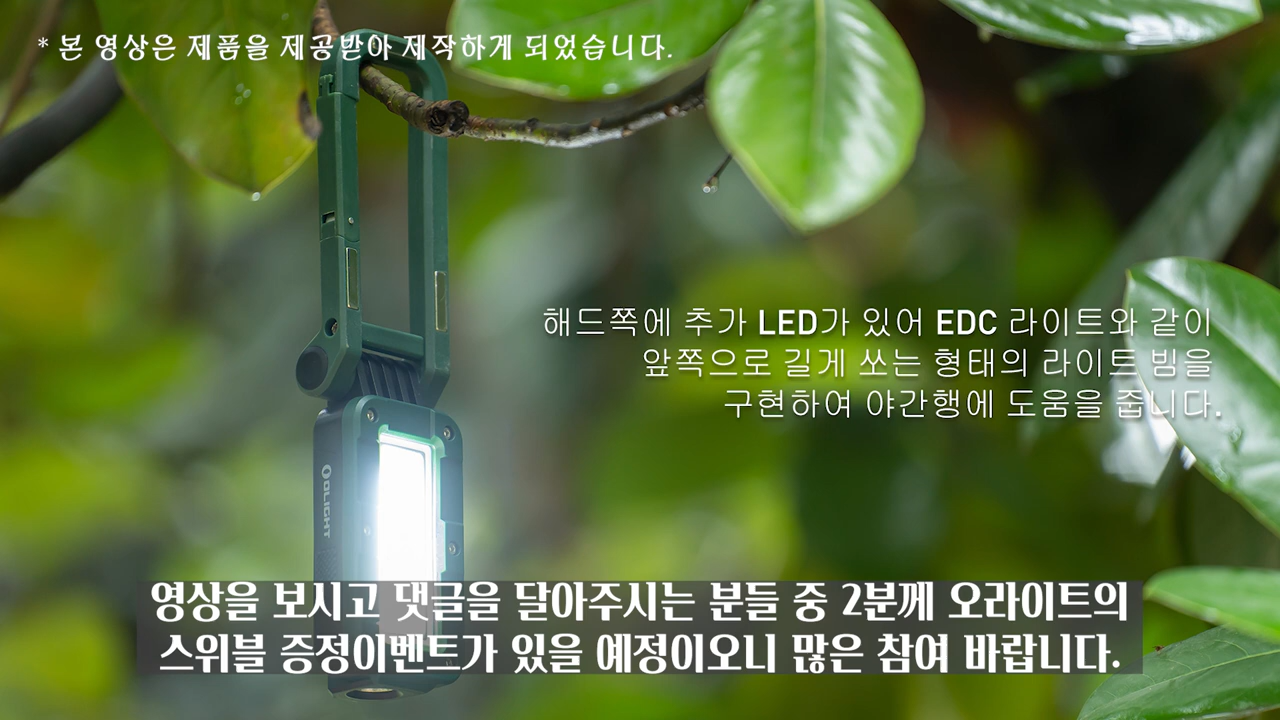 * 본 영상은 제품을 제공받아 제작하게 되었습니다.
해드쪽에 추가 LED가 있어 EDC 라이트와 같이
앞쪽으로 길게 쏘는 형태의 라이트 빔을
구현하여 야간행에 도움을 줍니다.
OLIGHT
영상을 보시고 댓글을 달아주시는 분들 중 2분께 오라이트의
스위블 증정이벤트가 있을 예정이오니 많은 참여 바랍니다.